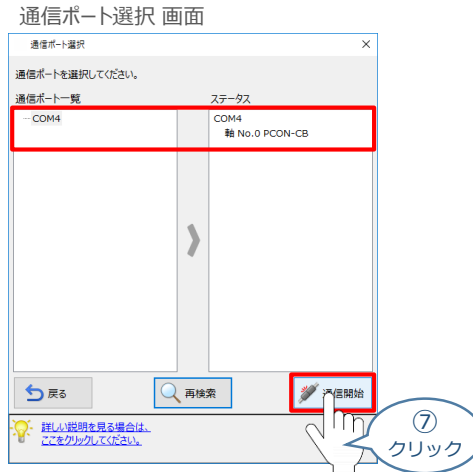 通信ポート選択 画面
通信ポート選択
通信ポートを選択してください。
通信ポート一覧
ステータス
COM4
COM4
軸 No.0 PCON-CB
戻る
再検索
通信開始
詳しい説明を見る場合は、
ここをクリックしてください。
⑦
クリック